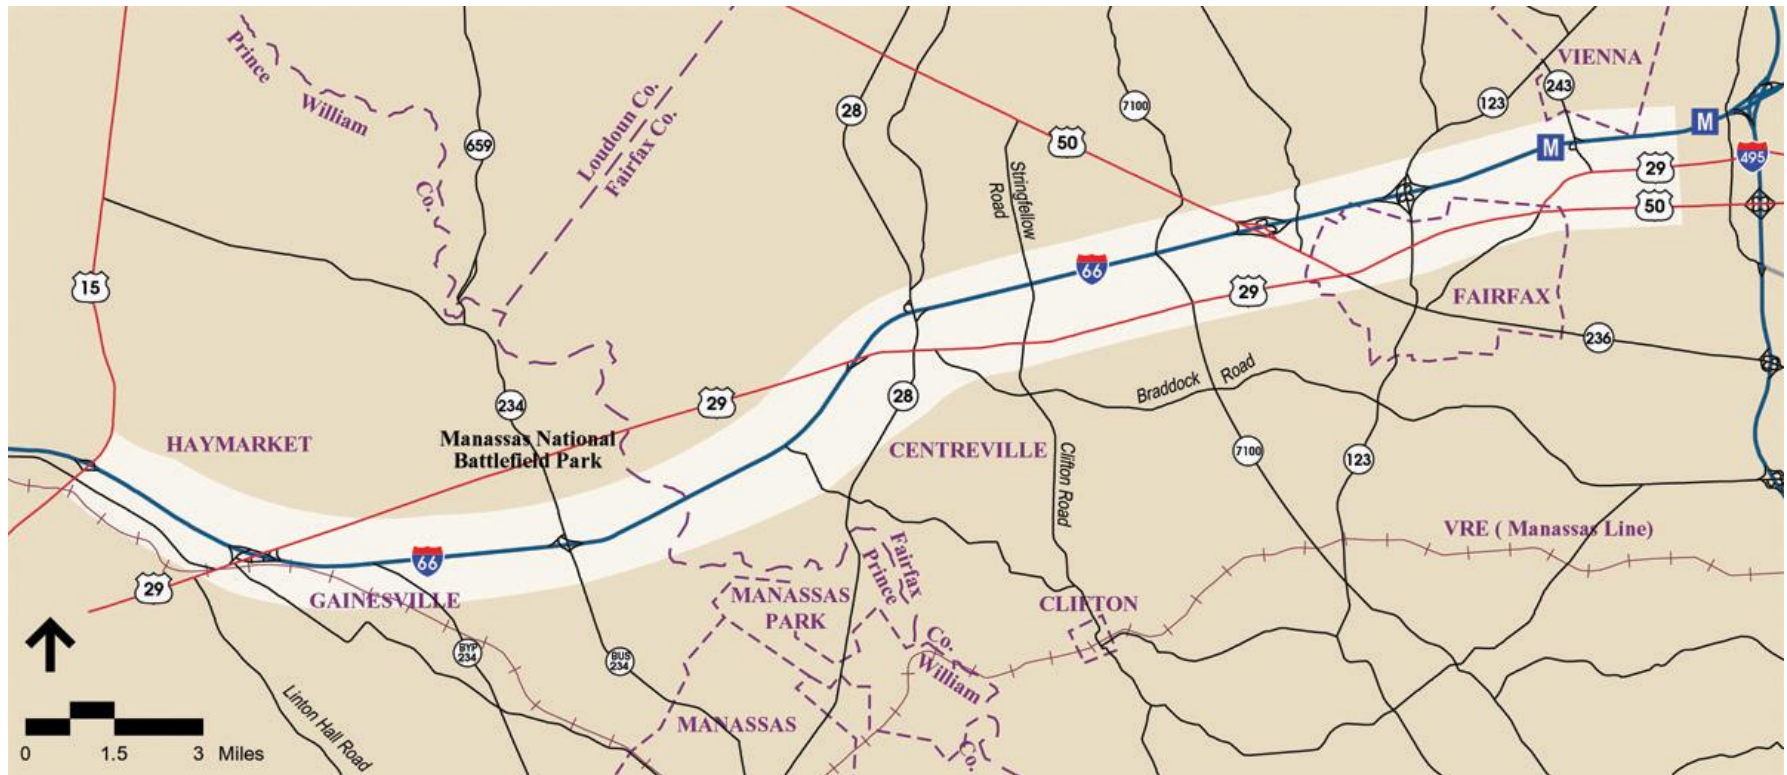 Prince
William
Co.
659
Loudoun Co.
Fairfax Co.
28
50
Stringfellow
Road
7100
123
243
VIENNA
M
M
495
29
50
15
66
29
FAIRFAX
236
234
29
28
Braddock Road
HAYMARKET
Manassas National
Battlefield Park
CENTREVILLE
Clifton Road
7100
123
VRE ( Manassas Line)
66
29
GAINESVILLE
MANASSAS
PARK
Fairfax
Co.
Prince
William
Co.
CLIFTON
BYP
234
BUS
234
Linton Hall Road
MANASSAS
0 1.5 3 Miles